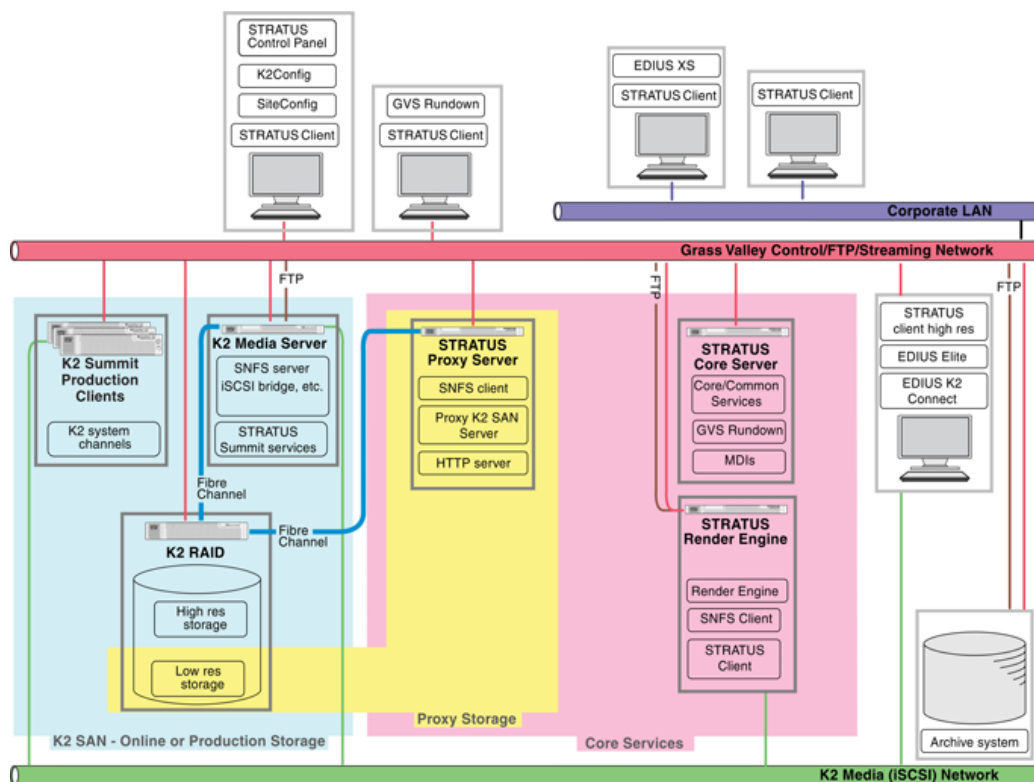 STRATUS
Control Panel
K2Config
SiteConfig
STRATUS Client
GVS Rundown
STRATUS Client
EDIUS XS
STRATUS Client
STRATUS Client
Corporate LAN
Grass Valley Control/FTP/Streaming Network
FTP
FTP
FTP
K2 Summit
Production
Clients
K2 system
channels
K2 Media Server
SNFS server
iSCSI bridge, etc.
STRATUS
Summit services
STRATUS
Proxy Server
SNFS client
Proxy K2 SAN
Server
HTTP server
STRATUS
Core Server
Core/Common
Services
GVS Rundown
MDIs
STRATUS
client high res
EDIUS Elite
EDIUS K2
Connect
Fibre
Channel
Fibre
Channel
K2 RAID
High res
storage
Low res
storage
STRATUS
Render Engine
Render Engine
SNFS Client
STRATUS
Client
Archive system
Proxy Storage
K2 SAN - Online or Production Storage
Core Services
K2 Media (iSCSI) Network